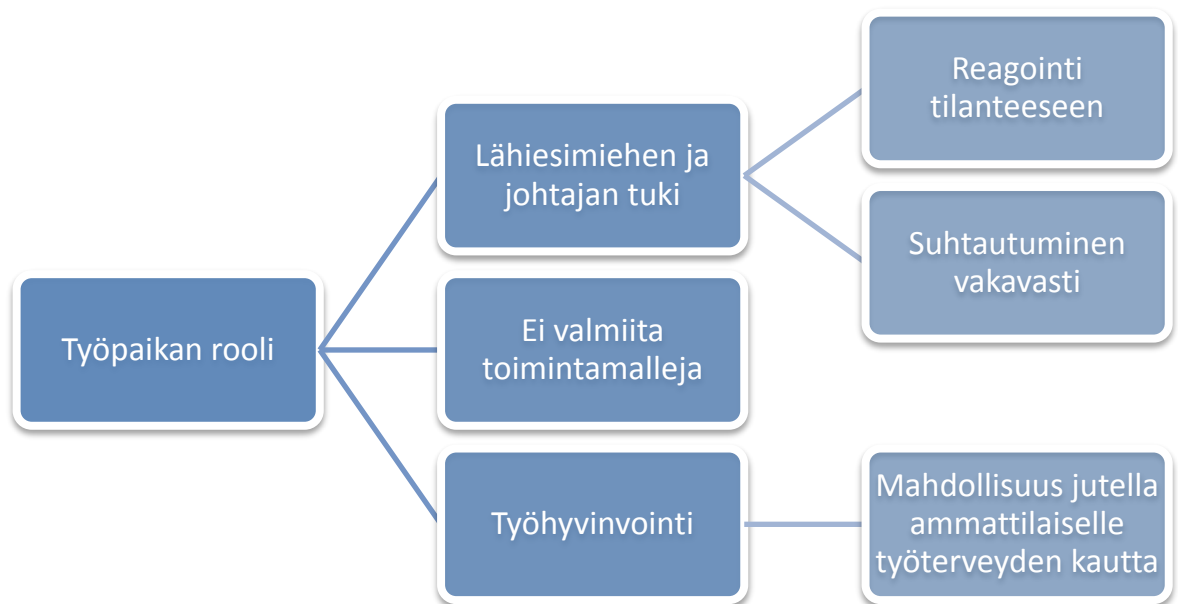 Työpaikan rooli
Lähiesimiehen ja
johtajan tuki
Reagointi
tilanteeseen
Suhtautuminen
vakavasti
Ei valmiita
toimintamalleja
Työhyvinvointi
Mahdollisuus jutella
ammattilaiselle
työterveyden kautta